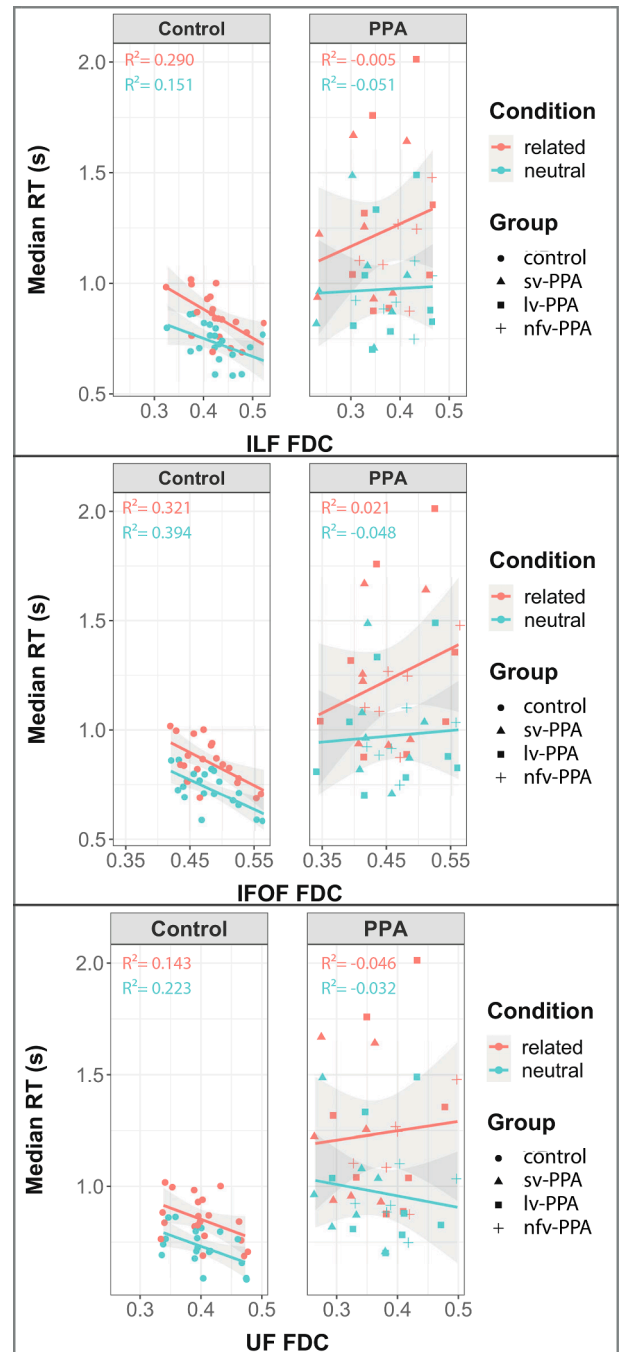 Control PPA
R²= 0.290 R²= -0.005
R²= 0.151 R²= -0.051
2.0
1.5
1.0
0.5
Median RT (s)
0.3 0.4 0.5 0.3 0.4 0.5
ILF FDC
Condition
related
neutral
Group
control
sv-PPA
lv-PPA
nfv-PPA
Control PPA
R²= 0.321 R²= 0.021
R²= 0.394 R²= -0.048
2.0
1.5
1.0
0.5
Median RT (s)
0.35 0.45 0.55 0.35 0.45 0.55
IFOF FDC
Condition
related
neutral
Group
control
sv-PPA
lv-PPA
nfv-PPA
Control PPA
R²= 0.143 R²= -0.046
R²= 0.223 R²= -0.032
2.0
1.5
1.0
Median RT (s)
0.3 0.4 0.5 0.3 0.4 0.5
UF FDC
Condition
related
neutral
Group
control
sv-PPA
lv-PPA
nfv-PPA